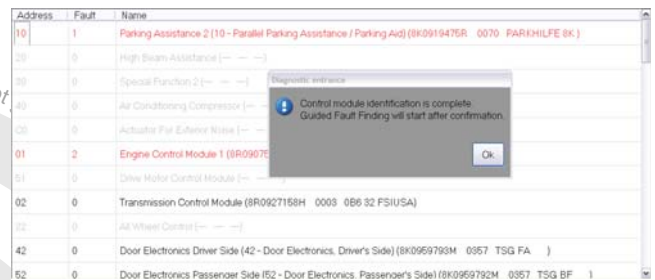 Address Fault Name
10 1 Parking Assistance 2 (10 - Parallel Parking Assistance / Parking Aid) (8K0919475R 0070 PARKHILFE 8K )
20 0 High Beam Assistance (— — —)
0 Special Function 2 (— — —)
Diagnostic entrance
Control module identification is complete.
Guided Fault Finding will start after confirmation.
Ok
40 0 Air Conditioning Compressor (— —
0 Actuator For Exterior Noise (— —
01 2 Engine Control Module 1 (8R09075
51 0 Drive Motor Control Module (— —
02 0 Transmission Control Module (8R0927158H 0003 0B6 32 FSIUSA)
22 0 All Wheel Control (— — —)
42 0 Door Electronics Driver Side (42 - Door Electronics, Driver's Side) (8K0959793M 0357 TSG FA )
52 0 Door Electronics Passenger Side (52 - Door Electronics, Passenger's Side) (8K0959792M 0357 TSG BF )